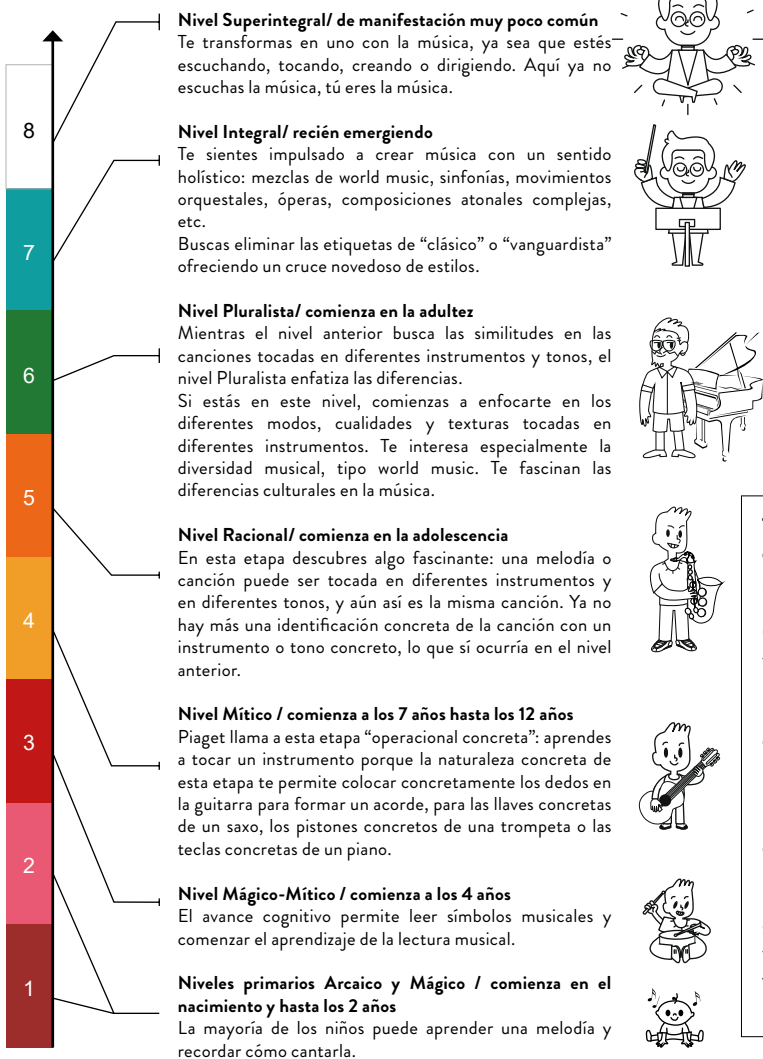 Nivel Superintegral/ de manifestación muy poco común
Te transformas en uno con la música, ya sea que estés
escuchando, tocando, creando o dirigiendo. Aquí ya no
escuchas la música, tú eres la música.
8
Nivel Integral/ recién emergiendo
Te sientes impulsado a crear música con un sentido
holístico: mezclas de world music, sinfonías, movimientos
orquestales, óperas, composiciones atonales complejas,
etc.
Buscas eliminar las etiquetas de “clásico” o “vanguardista”
ofreciendo un cruce novedoso de estilos.
7
Nivel Pluralista/ comienza en la adultez
Mientras el nivel anterior busca las similitudes en las
canciones tocadas en diferentes instrumentos y tonos, el
nivel Pluralista enfatiza las diferencias.
Si estás en este nivel, comienzas a enfocarte en los
diferentes modos, cualidades y texturas tocadas en
diferentes instrumentos. Te interesa especialmente la
diversidad musical, tipo world music. Te fascinan las
diferencias culturales en la música.
6
Nivel Racional/ comienza en la adolescencia
En esta etapa descubres algo fascinante: una melodía o
canción puede ser tocada en diferentes instrumentos y
en diferentes tonos, y aún así es la misma canción. Ya no
hay más una identificación concreta de la canción con un
instrumento o tono concreto, lo que sí ocurría en el nivel
anterior.
5
Nivel Mítico / comienza a los 7 años hasta los 12 años
Piaget llama a esta etapa “operacional concreta”: aprendes
a tocar un instrumento porque la naturaleza concreta de
esta etapa te permite colocar concretamente los dedos en
la guitarra para formar un acorde, para las llaves concretas
de un saxo, los pistones concretos de una trompeta o las
teclas concretas de un piano.
4
Nivel Mágico-Mítico / comienza a los 4 años
El avance cognitivo permite leer símbolos musicales y
comenzar el aprendizaje de la lectura musical.
3
Niveles primarios Arcaico y Mágico / comienza en el
nacimiento y hasta los 2 años
La mayoría de los niños puede aprender una melodía y
recordar cómo cantarla.
2
1